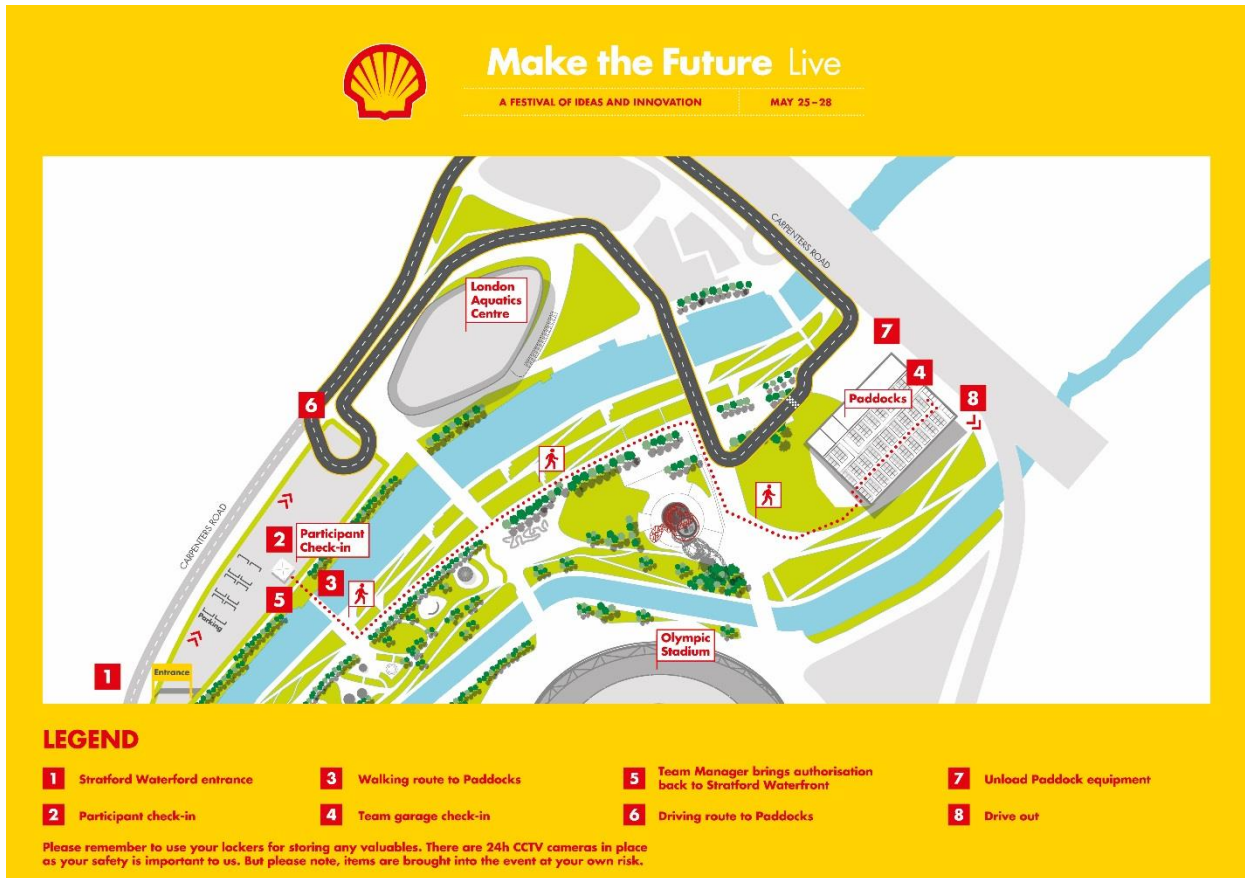 Make the Future Live
A FESTIVAL OF IDEAS AND INNOVATION
MAY 25–28
CARPENTERS ROAD
London
Aquatics
Centre
7
4
Paddocks
8
6
CARPENTERS ROAD
2
Participant
Check-in
3
5
Parking
Olympic
Stadium
1
Entrance
LEGEND
1 Stratford Waterford entrance
2 Participant check-in
3 Walking route to Paddocks
4 Team garage check-in
5 Team Manager brings authorisation
back to Stratford Waterfront
6 Driving route to Paddocks
7 Unload Paddock equipment
8 Drive out
Please remember to use your lockers for storing any valuables. There are 24h CCTV cameras in place
as your safety is important to us. But please note, items are brought into the event at your own risk.